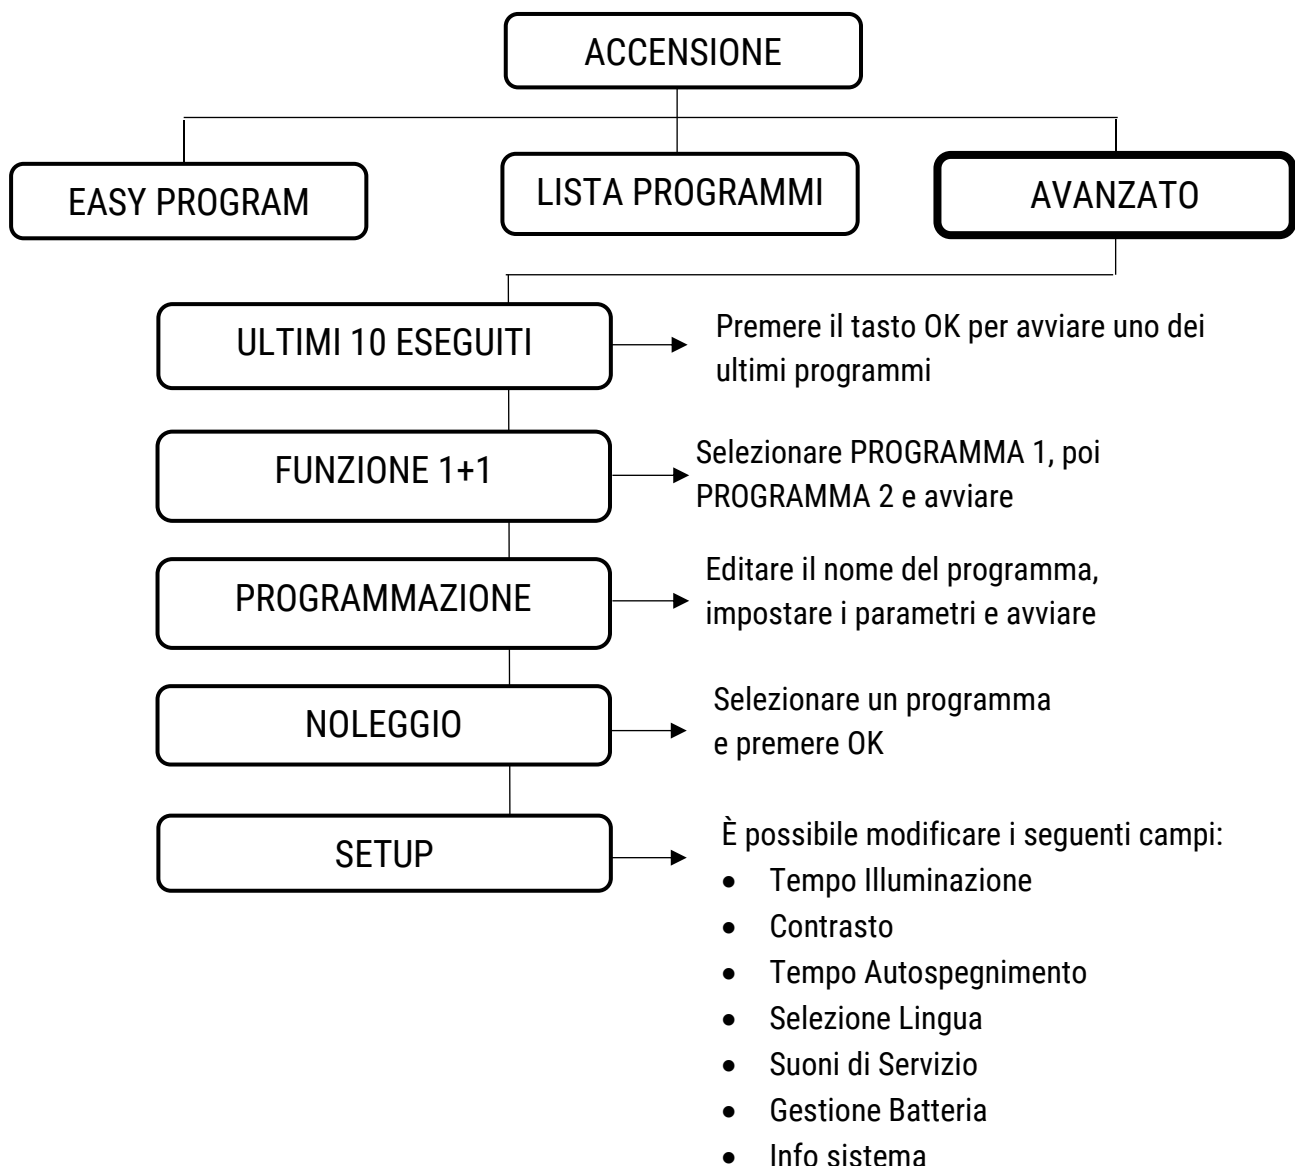 ACCENSIONE
EASY PROGRAM
LISTA PROGRAMMI
AVANZATO
ULTIMI 10 ESEGUITI
Premere il tasto OK per avviare uno dei
ultimi programmi
FUNZIONE 1+1
Selezionare PROGRAMMA 1, poi
PROGRAMMA 2 e avviare
PROGRAMMAZIONE
Editare il nome del programma,
impostare i parametri e avviare
NOLEGGIO
Selezionare un programma
e premere OK
SETUP
È possibile modificare i seguenti campi:
• Tempo Illuminazione
• Contrasto
• Tempo Autospegnimento
• Selezione Lingua
• Suoni di Servizio
• Gestione Batteria
• Info sistema